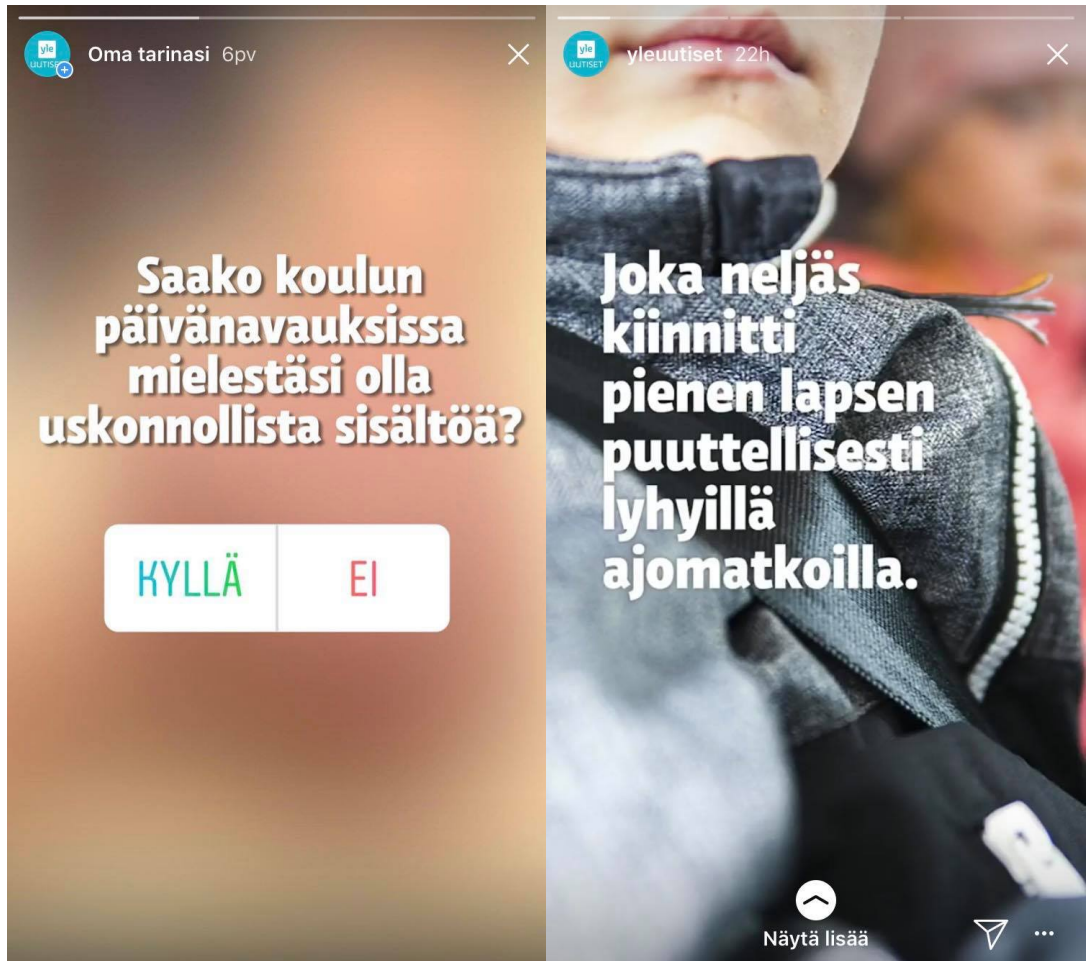 yle
UUTISET
Oma tarinasi 6pv
Saako koulun
päivänavauksissa
mielestäsi olla
uskonnollista sisältöä?
KYLLÄ
EI
yle
UUTISET
yleuutiset 22h
Joka neljäs
kiinnitti
pienen lapsen
puuttellisesti
lyhyillä
ajomatkoilla.
Näytä lisää